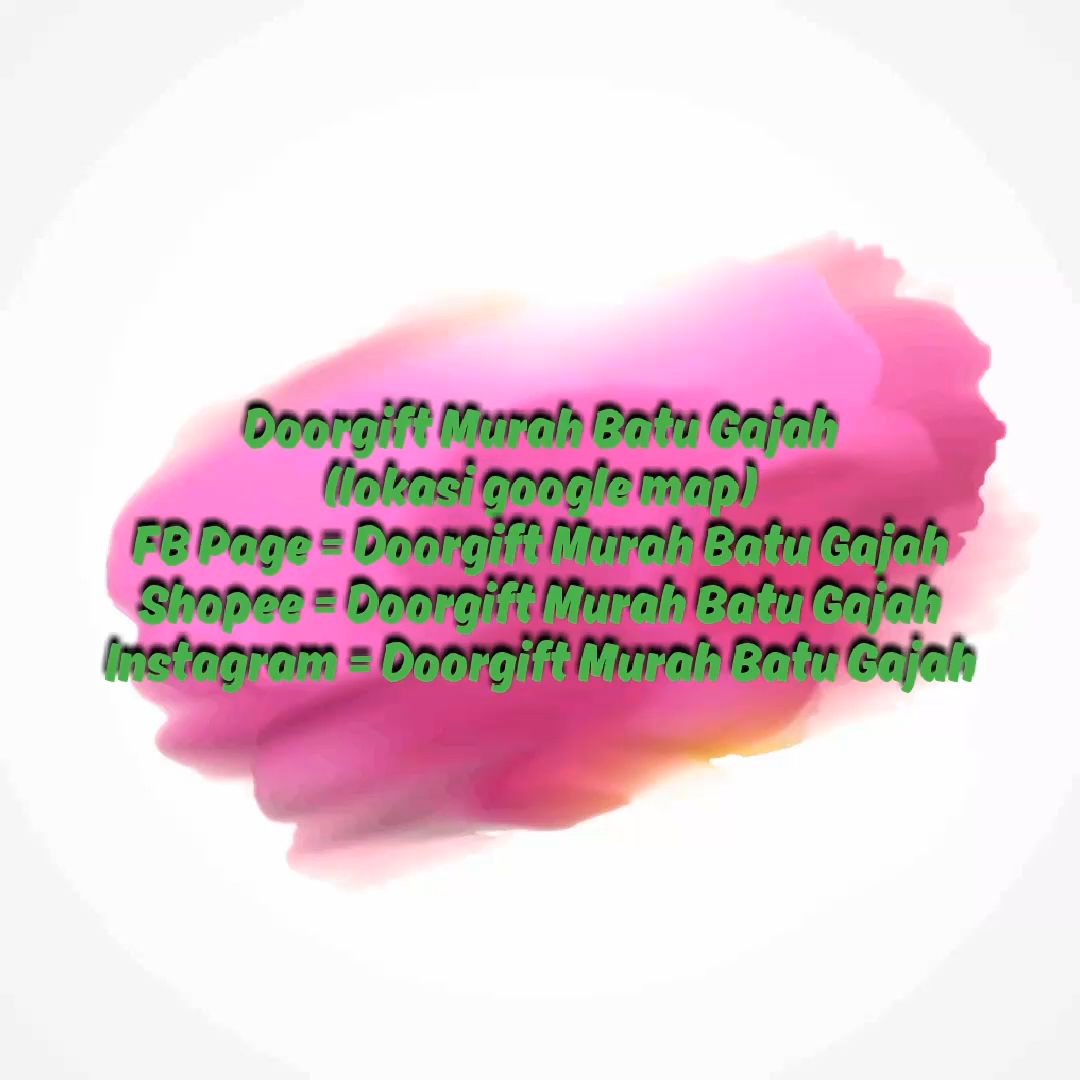 Doorgift Murah Batu Gajah
(lokasi google map)
FB Page = Doorgift Murah Batu Gajah
Shopee = Doorgift Murah Batu Gajah
Instagram = Doorgift Murah Batu Gajah